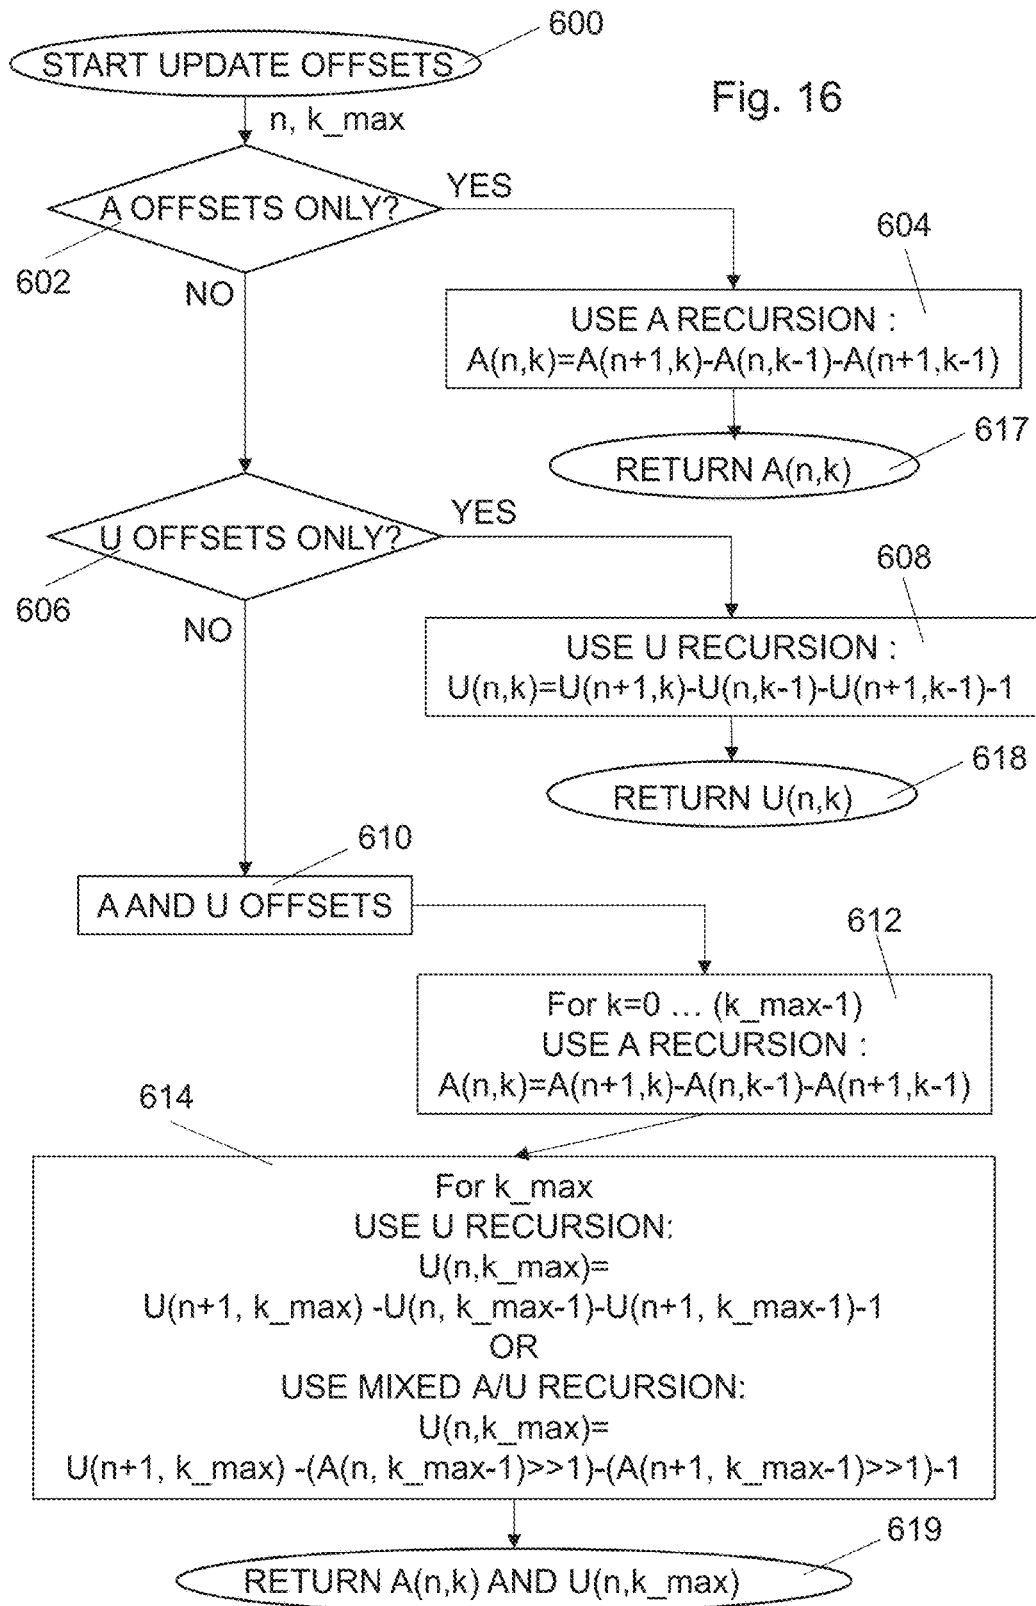 600
START UPDATE OFFSETS
Fig. 16
n, k_max
A OFFSETS ONLY?
YES
602
NO
604
USE A RECURSION :
A(n,k)=A(n+1,k)-A(n,k-1)-A(n+1,k-1)
617
RETURN A(n,k)
U OFFSETS ONLY?
YES
606
NO
608
USE U RECURSION :
U(n,k)=U(n+1,k)-U(n,k-1)-U(n+1,k-1)-1
618
RETURN U(n,k)
610
A AND U OFFSETS
612
For k=0 ... (k_max-1)
USE A RECURSION :
A(n,k)=A(n+1,k)-A(n,k-1)-A(n+1,k-1)
614
For k_max
USE U RECURSION:
U(n,k_max)=
U(n+1, k_max) -U(n, k_max-1)-U(n+1, k_max-1)-1
OR
USE MIXED A/U RECURSION:
U(n,k_max)=
U(n+1, k_max) -(A(n, k_max-1)>>1)-(A(n+1, k_max-1)>>1)-1
619
RETURN A(n,k) AND U(n,k_max)